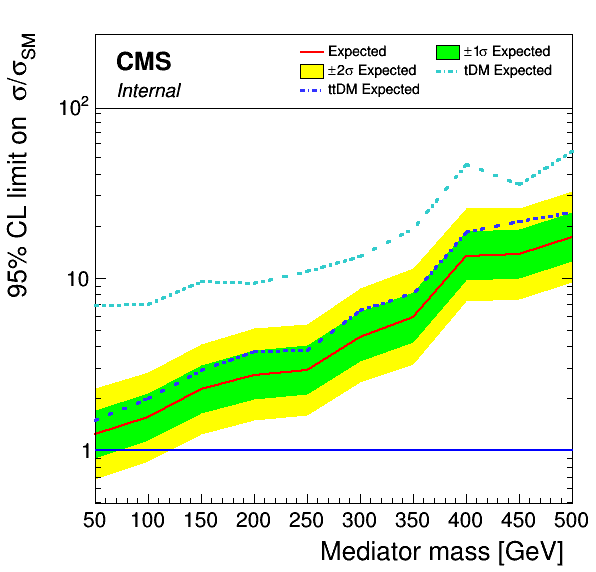 95% CL limit on σ/σSM
CMS
Internal
Expected
±1σ Expected
±2σ Expected
tDM Expected
ttDM Expected
10²
10
1
50 100 150 200 250 300 350 400 450 500
Mediator mass [GeV]